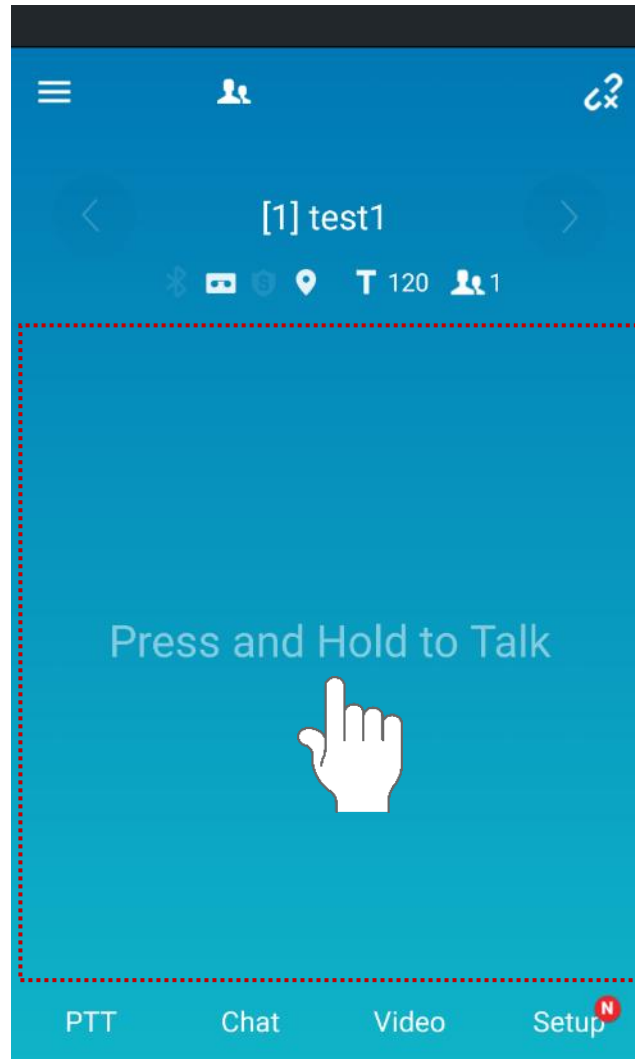 [1] test1
T 120 1
Press and Hold to Talk
PTT Chat Video Setup N